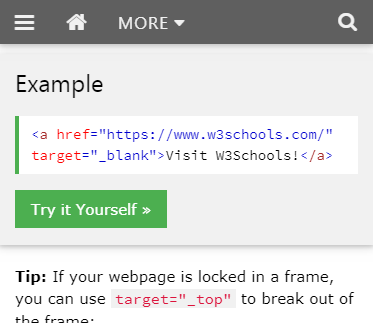 MORE
Example
<a href="https://www.w3schools.com/"
target="_blank">Visit W3Schools!</a>
Try it Yourself »
Tip: If your webpage is locked in a frame,
you can use target="_top" to break out of
the frame: